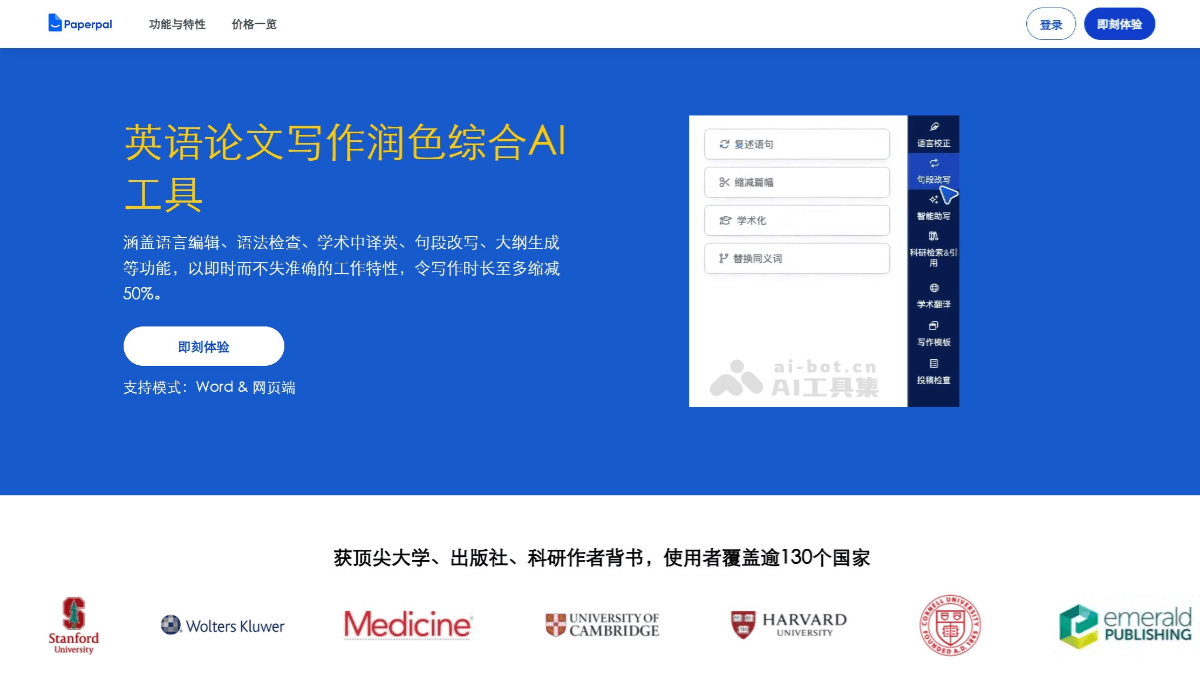 Paperpal
功能与特性
价格一览
登录
即刻体验
英语论文写作润色综合AI
工具
涵盖语言编辑、语法检查、学术中译英、句段改写、大纲生成
等功能，以即时而不失准确的工作特性，令写作时长至多缩减
50%。
即刻体验
支持模式：Word & 网页端
复述语句
缩减篇幅
学术化
替换同义词
语言校正
句段改写
智能助写
科研检索&引
用
学术翻译
写作模板
投稿检查
ai-bot.cn
AI工具集
获顶尖大学、出版社、科研作者背书，使用者覆盖逾130个国家
Stanford
University
Wolters Kluwer
Medicine
UNIVERSITY OF
CAMBRIDGE
HARVARD
UNIVERSITY
CORNELL UNIVERSITY
FOUNDED A.D. 1865
emerald
PUBLISHING